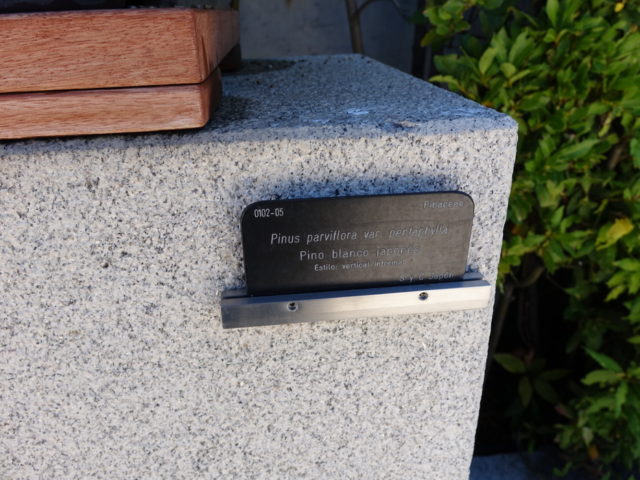 0102-05 Pinaceae
Pinus parviflora var. pentaphylla
Pino blanco japonés
Estilo: vertical informal